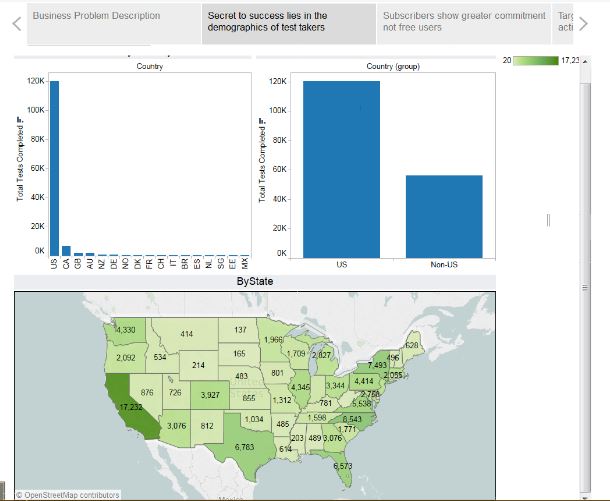 Business Problem Description
Secret to success lies in the
demographics of test takers
Subscribers show greater commitment
not free users
Targ
acti
Country
Total Tests Completed
120K
100K
80K
60K
40K
20K
0K
US CA GB AU NZ DE NO DK FR CH IT BR ES NL SG EE MX
Country (group)
Total Tests Completed
120K
100K
80K
60K
40K
20K
0K
US Non-US
20 17,23
ByState
4,330 414 137 1,966 628
2,092 534 165 1,709 2,827 7,493 496
214 483 801 4,414 2,055
17,232 876 726 3,927 855 1,312 4,345 3,344 2,758
781 5,538
3,076 812 1,034 485 1,598 8,543
203 489 3,076 1,771
6,783 614 6,573
Mexico
© OpenStreetMap contributors